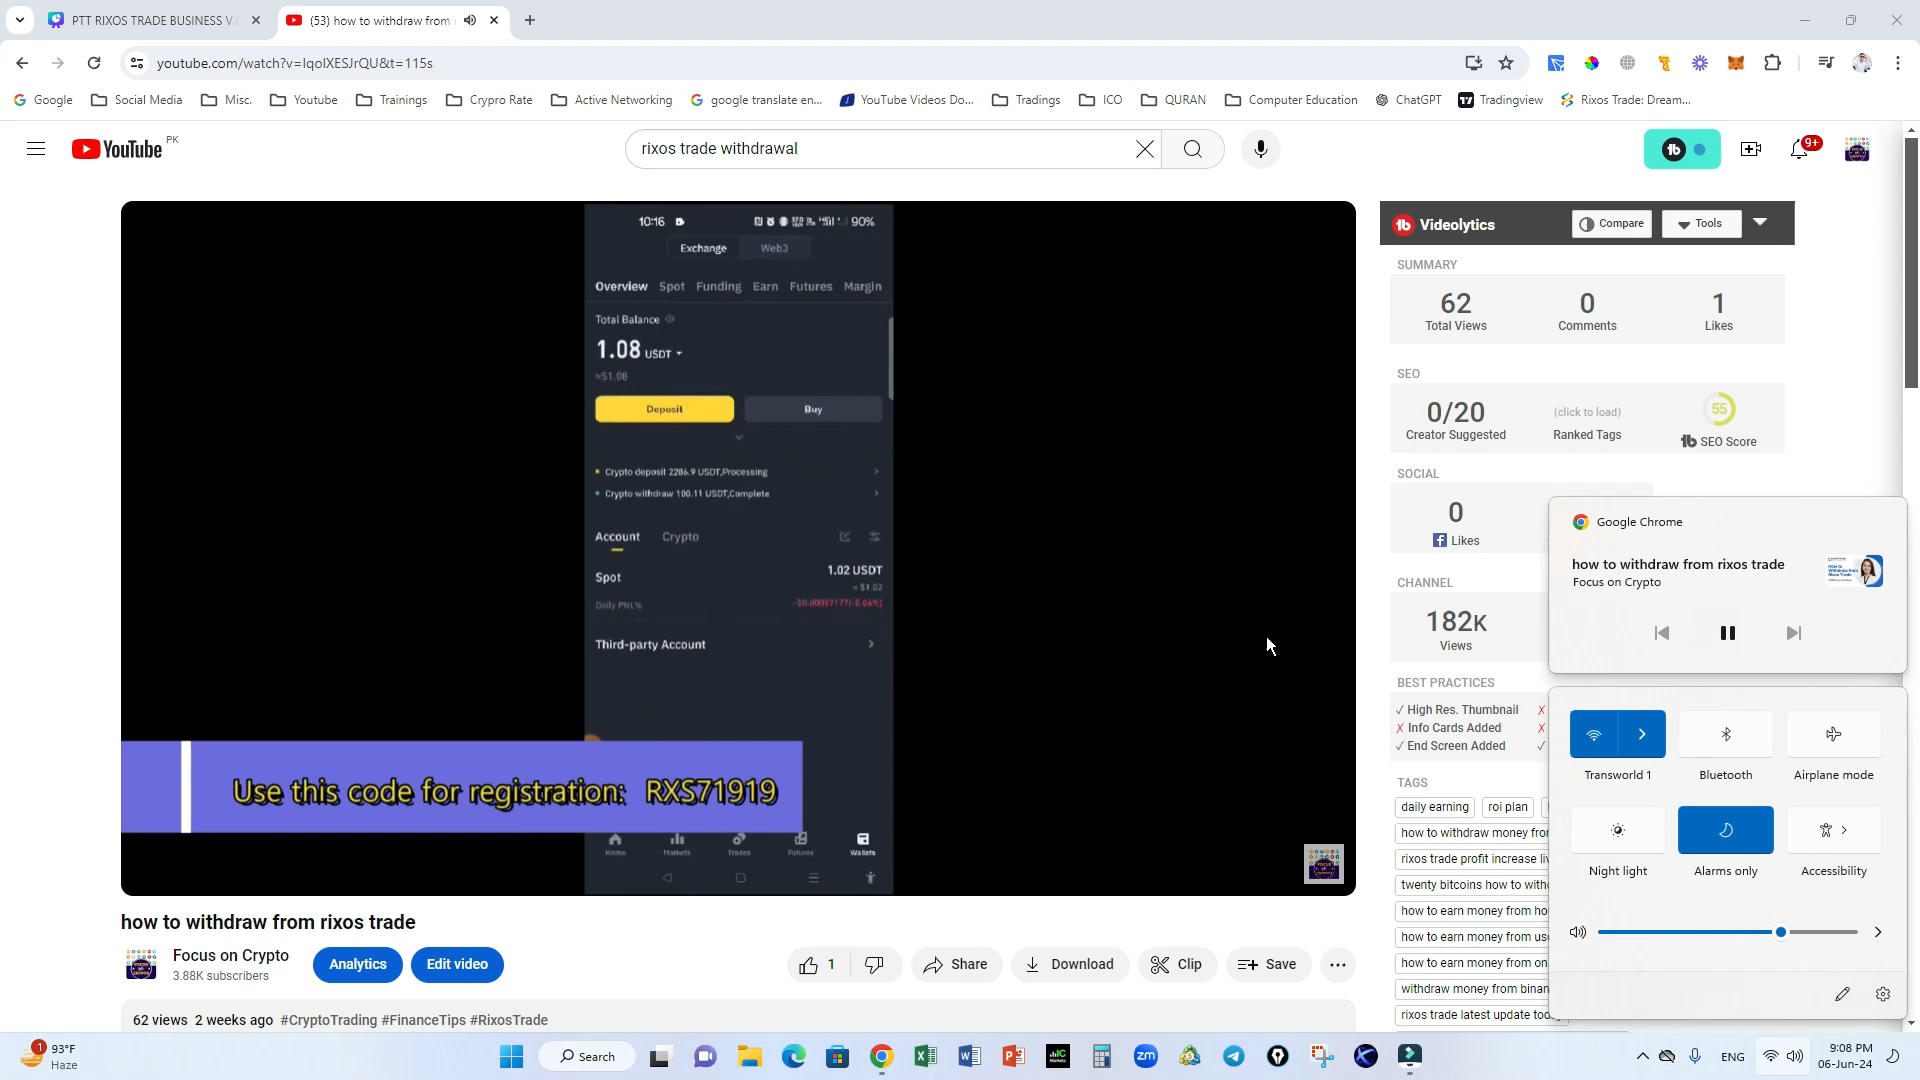 PTT RIXOS TRADE BUSINESS V.
(53) how to withdraw from
youtube.com/watch?v=IqoIXESJrQU&t=115s
Google
Social Media
Misc.
Youtube
Trainings
Crypro Rate
Active Networking
google translate en...
YouTube Videos Do...
Tradings
ICO
QURAN
Computer Education
ChatGPT
Tradingview
Rixos Trade: Dream...
YouTube PK
rixos trade withdrawal
9+
10:16
90%
Exchange Web3
Overview Spot Funding Earn Futures Margin
Total Balance
1.08 USDT
≈$1.08
Deposit Buy
Crypto deposit 2286.9 USDT,Processing
Crypto withdraw 100.11 USDT,Complete
Account Crypto
Spot 1.02 USDT
≈ $1.02
Daily PNL%
Third-party Account
Use this code for registration: RXS71919
Home Markets Trades Futures Wallets
how to withdraw from rixos trade
Focus on Crypto
3.88K subscribers
Analytics
Edit video
1
Share
Download
Clip
Save
62 views 2 weeks ago #CryptoTrading #FinanceTips #RixosTrade
Videolytics
Compare
Tools
SUMMARY
62 0 1
Total Views Comments Likes
SEO
0/20 (click to load) 55
Creator Suggested Ranked Tags SEO Score
SOCIAL
0
Likes
CHANNEL
182K
Views
BEST PRACTICES
✓ High Res. Thumbnail ✗
✗ Info Cards Added ✗
✓ End Screen Added ✓
TAGS
daily earning
roi plan
how to withdraw money fro
rixos trade profit increase li
twenty bitcoins how to with
how to earn money from ho
how to earn money from us
how to earn money from on
withdraw money from binan
rixos trade latest update tod
Google Chrome
how to withdraw from rixos trade
Focus on Crypto
Transworld 1
Bluetooth
Airplane mode
Night light
Alarms only
Accessibility
1
93°F
Haze
Search
ENG
9:08 PM
06-Jun-24